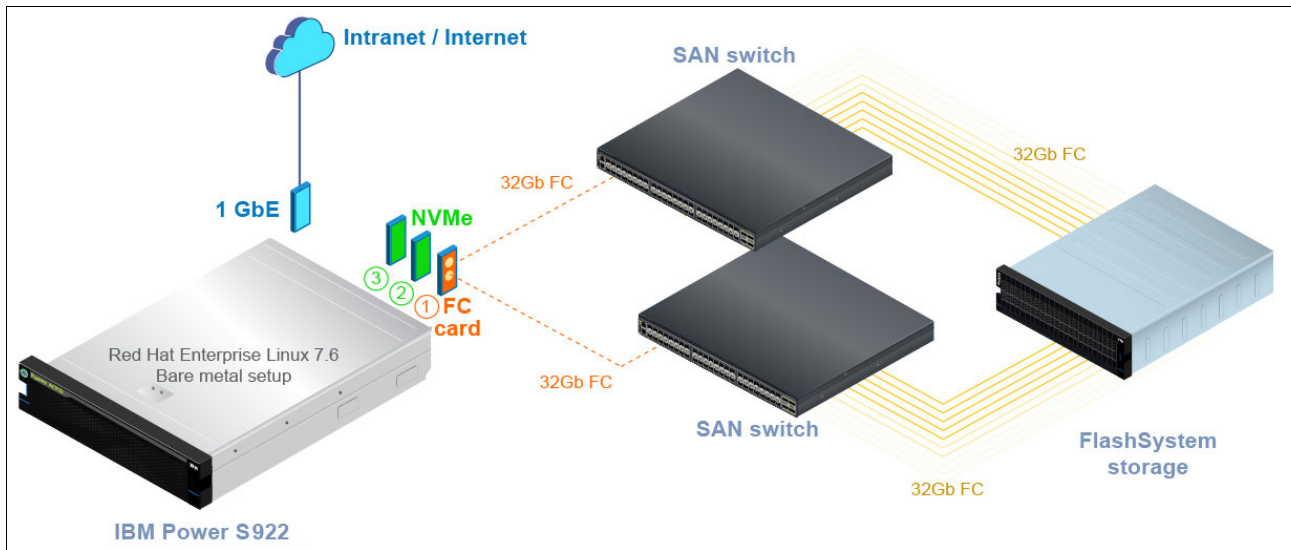 Intranet / Internet
SAN switch
32Gb FC
32Gb FC
1 GbE
NVMe
3
2
1 FC
card
Red Hat Enterprise Linux 7.6
Bare metal setup
32Gb FC
SAN switch
FlashSystem
storage
32Gb FC
IBM Power S922